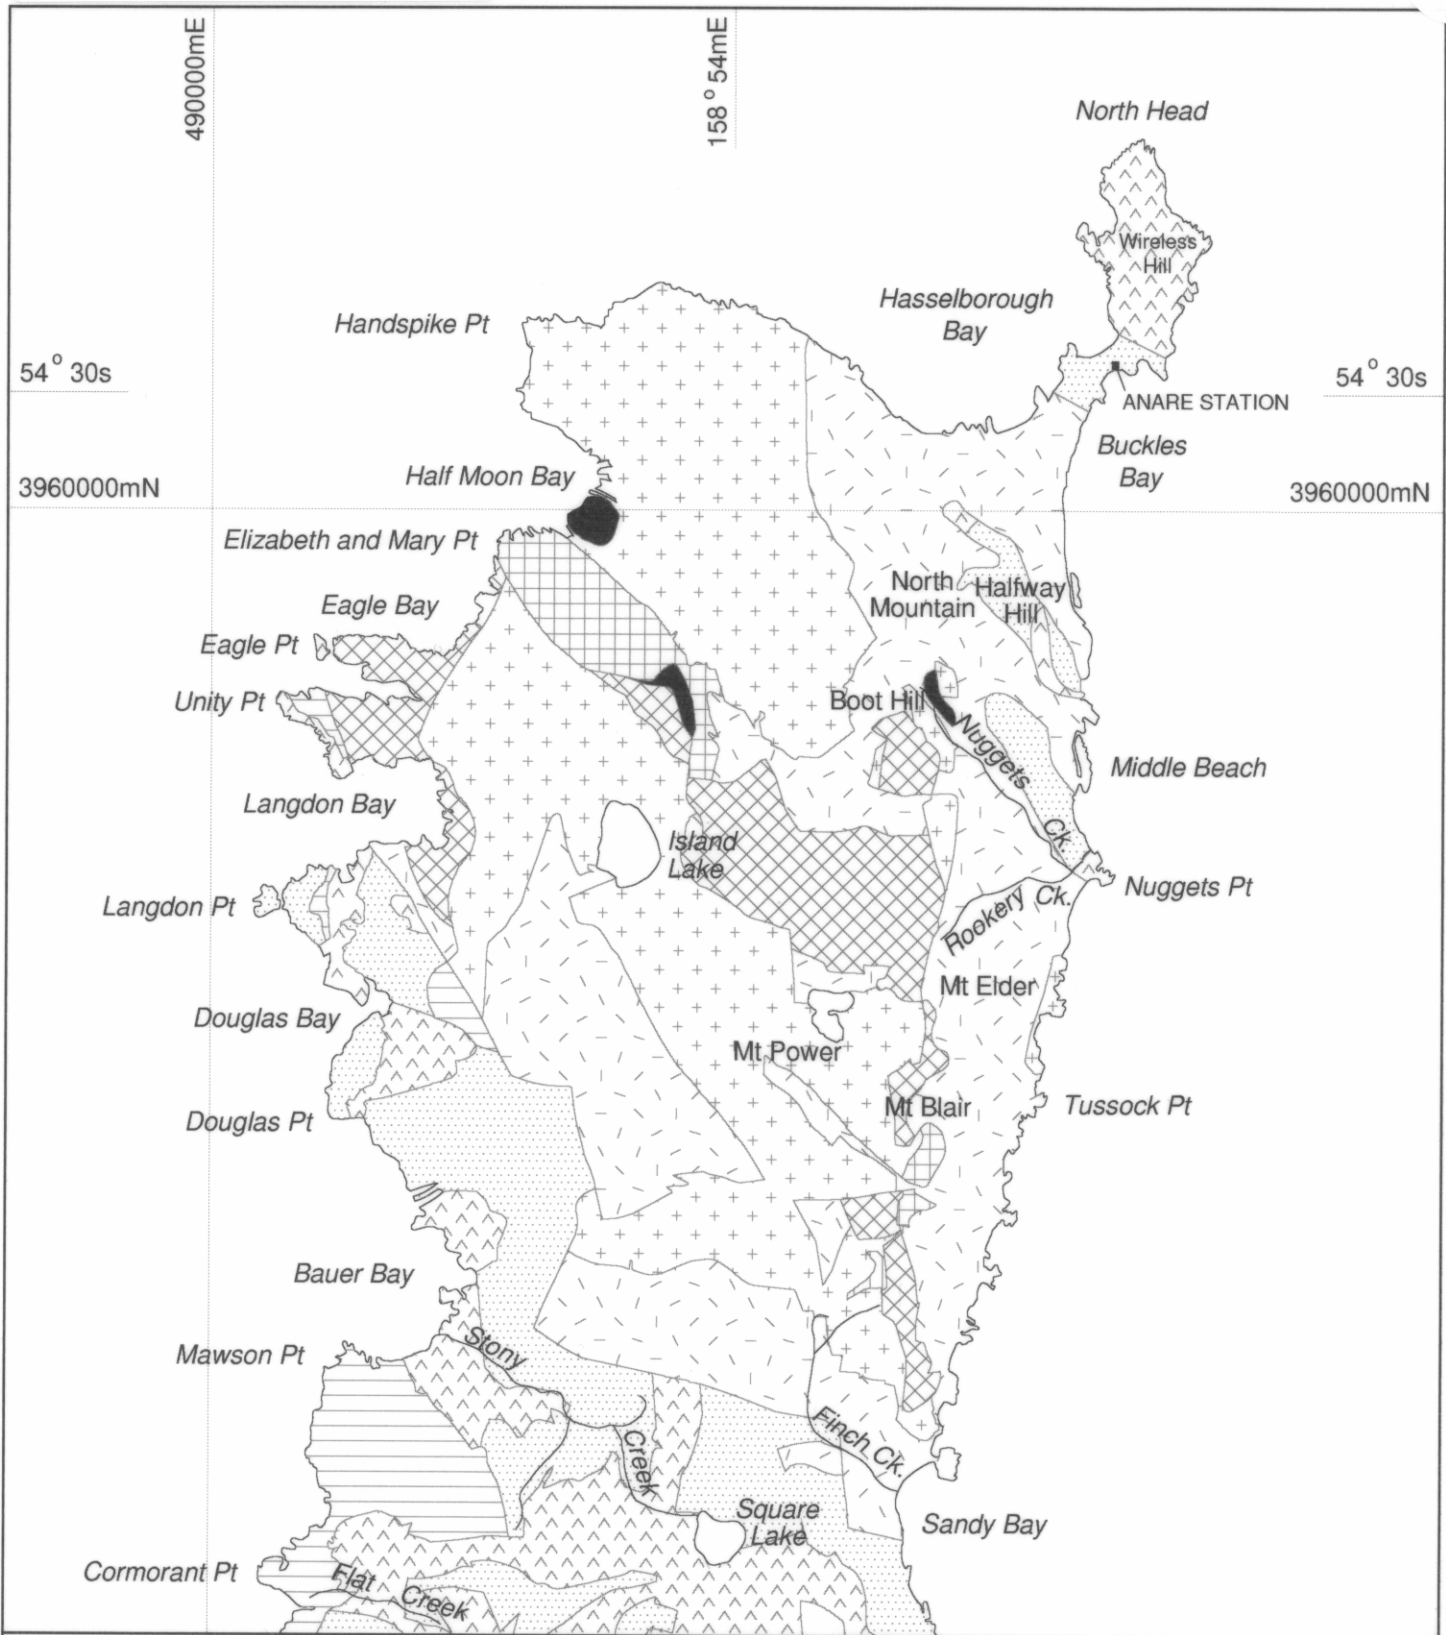 490000mE
158° 54mE
North Head
Wireless
Hill
Hasselborough
Bay
Handspike Pt
54° 30s
54° 30s
ANARE STATION
Buckles
Bay
Half Moon Bay
3960000mN
3960000mN
Elizabeth and Mary Pt
North
Mountain
Halfway
Hill
Eagle Bay
Eagle Pt
Unity Pt
Boot Hill
Nuggets
Ck.
Middle Beach
Langdon Bay
Island
Lake
Nuggets Pt
Langdon Pt
Rookery Ck.
Mt Elder
Douglas Bay
Mt Power
Mt Blair
Tussock Pt
Douglas Pt
Bauer Bay
Stony
Creek
Mawson Pt
Finch Ck.
Square
Lake
Sandy Bay
Cormorant Pt
Flat
Creek